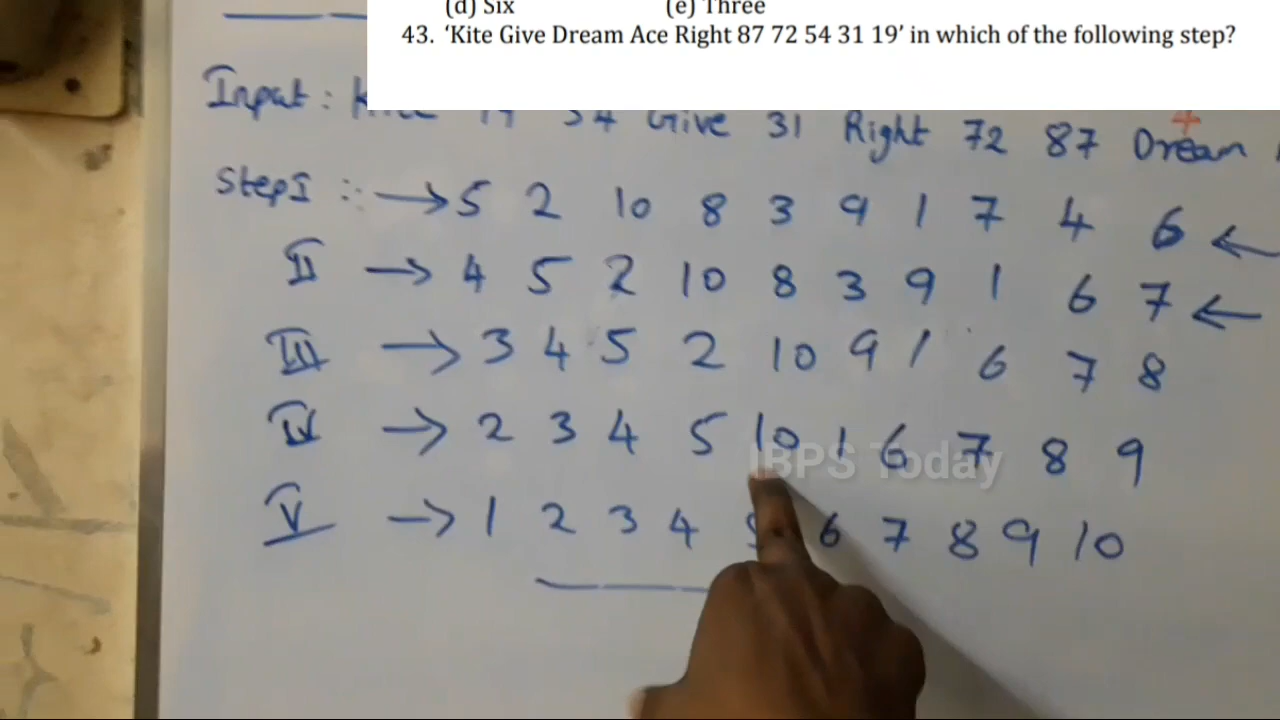 (d) Six (e) Three
43. ‘Kite Give Dream Ace Right 87 72 54 31 19’ in which of the following step?
Input : Give 31 Right 72 87 Dream
Step I :- → 5 2 10 8 3 9 1 7 4 6 ←
II → 4 5 2 10 8 3 9 1 6 7 ←
III → 3 4 5 2 10 9 1 6 7 8
IV → 2 3 4 5 10 1 6 7 8 9
IBPS Today
V → 1 2 3 4 6 7 8 9 10